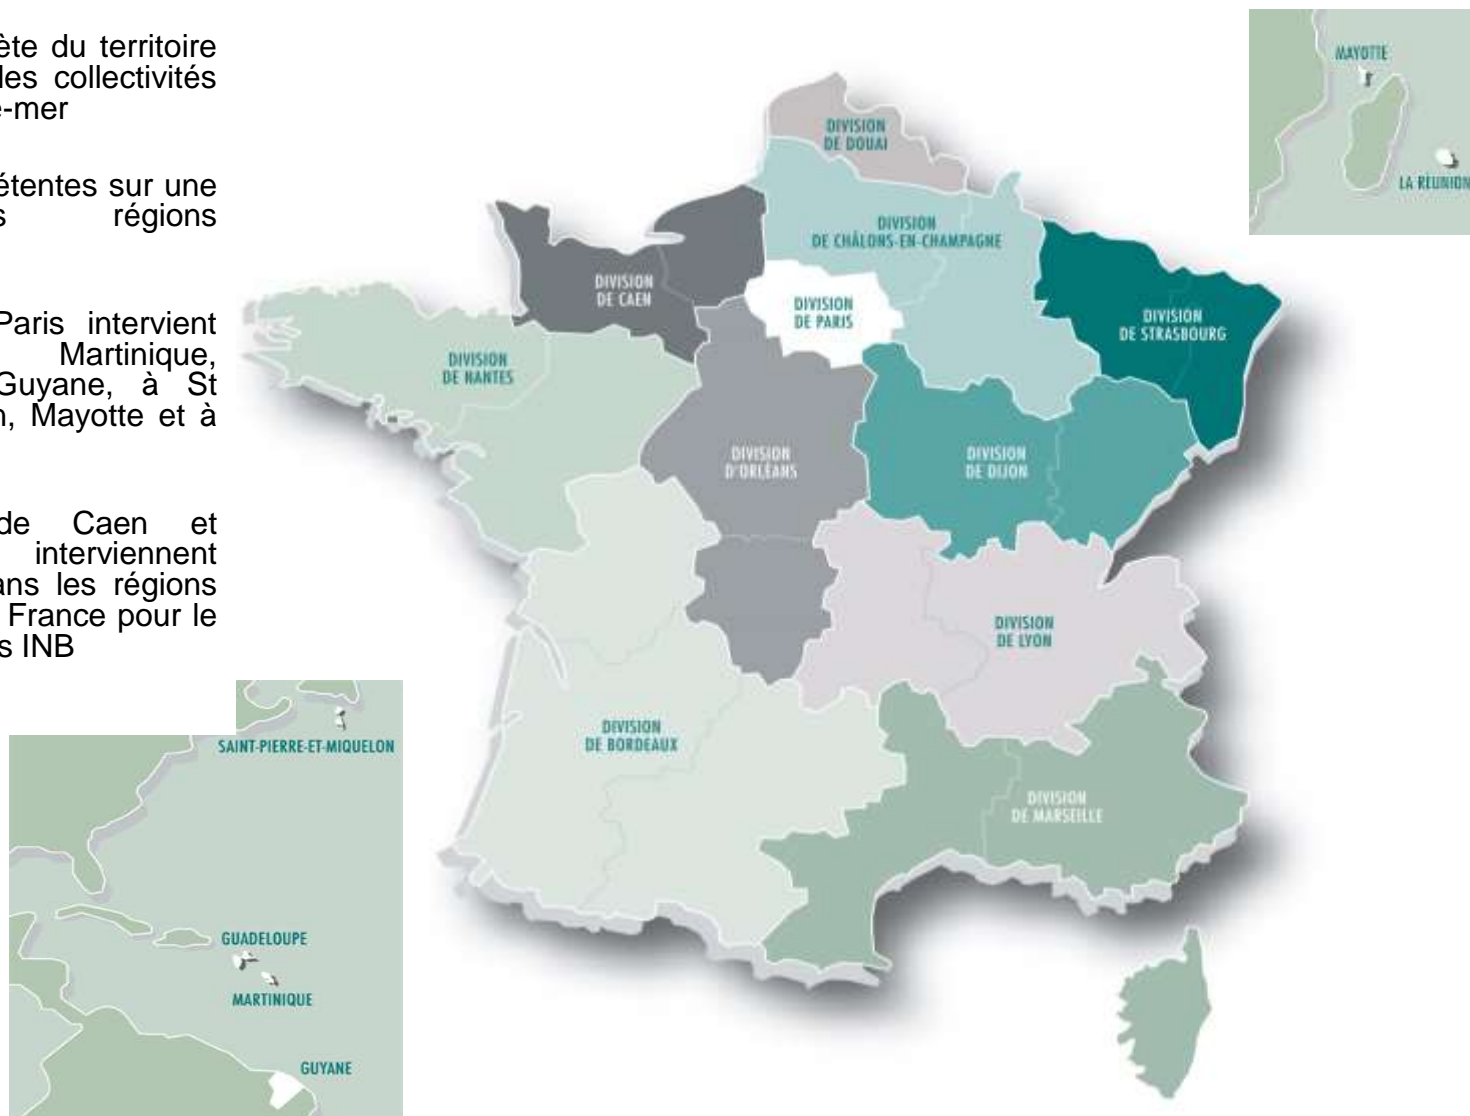 ète du territoire
les collectivités
e-mer
étentes sur une
s régions
Paris intervient
Martinique,
Guyane, à St
n, Mayotte et à
de Caen et
interviennent
ans les régions
France pour le
s INB
MAYOTTE
LA RÉUNION
DIVISION
DE DOUAI
DIVISION
DE CHÂLONS-EN-CHAMPAGNE
DIVISION
DE CAEN
DIVISION
DE PARIS
DIVISION
DE STRASBOURG
DIVISION
DE NANTES
DIVISION
D'ORLÉANS
DIVISION
DE DIJON
DIVISION
DE LYON
DIVISION
DE BORDEAUX
DIVISION
DE MARSEILLE
SAINT-PIERRE-ET-MIQUELON
GUADELOUPE
MARTINIQUE
GUYANE